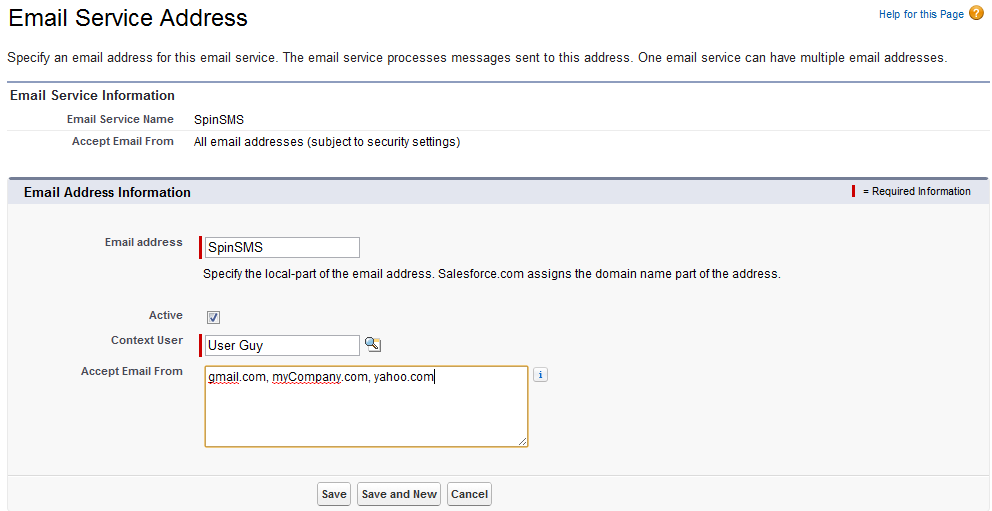 Email Service Address
Help for this Page ?
Specify an email address for this email service. The email service processes messages sent to this address. One email service can have multiple email addresses.
Email Service Information
Email Service Name SpinSMS
Accept Email From All email addresses (subject to security settings)
Email Address Information = Required Information
Email address SpinSMS
Specify the local-part of the email address. Salesforce.com assigns the domain name part of the address.
Active
Context User User Guy
Accept Email From gmail.com, myCompany.com, yahoo.com i
Save Save and New Cancel